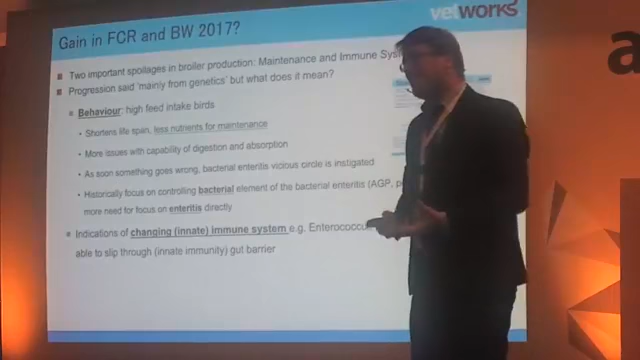 Gain in FCR and BW 2017?
vetworks
a
Two important spoilages in broiler production: Maintenance and Immune Sys
Progression said 'mainly from genetics' but what does it mean?
Behaviour: high feed intake birds
Shortens life span, less nutrients for maintenance
More issues with capability of digestion and absorption
As soon something goes wrong, bacterial enteritis vicious circle is instigated
Historically focus on controlling bacterial element of the bacterial enteritis (AGP, p
more need for focus on enteritis directly
Indications of changing (innate) immune system e.g. Enterococcu
able to slip through (innate immunity) gut barrier